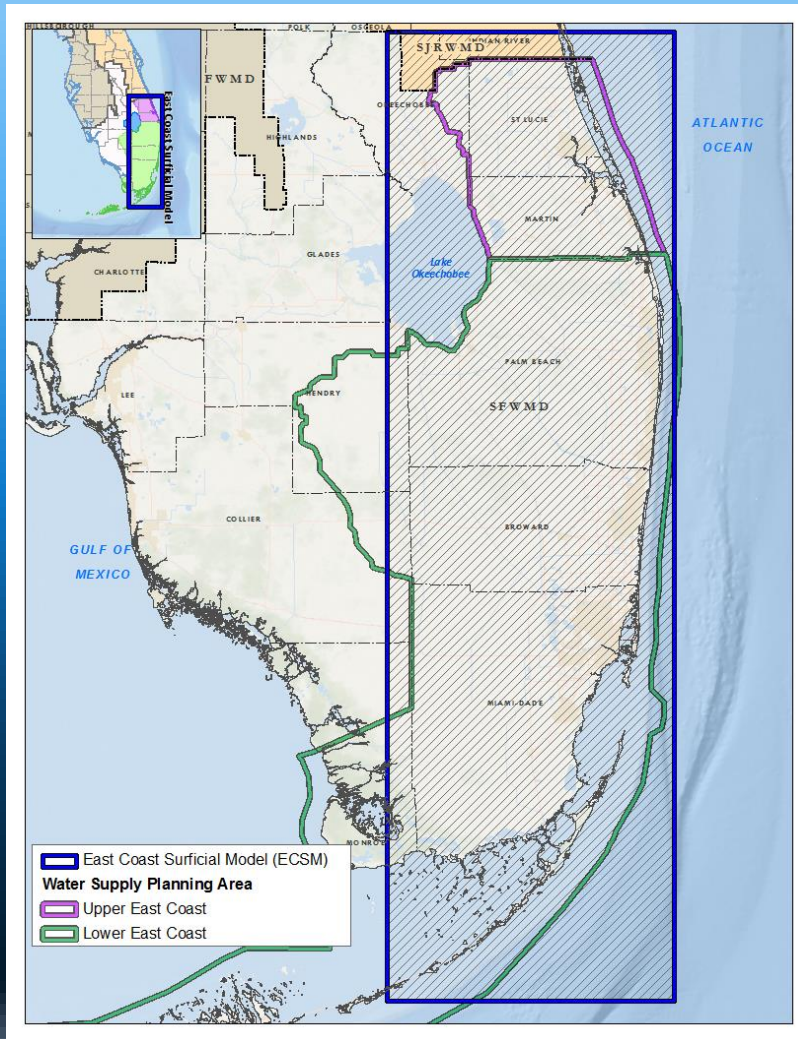 HILLSBOROUGH
POLK
OSCEOLA
INDIAN RIVER
SJRWMD
FWMD
OKEECHOBEE
ST LUCIE
ATLANTIC
OCEAN
HIGHLANDS
East Coast Surficial Model
MARTIN
GLADES
Lake
Okeechobee
CHARLOTTE
PALM BEACH
LEE
HENDRY
SFWMD
COLLIER
BROWARD
GULF OF
MEXICO
MIAMI-DADE
MONROE
East Coast Surficial Model (ECSM)
Water Supply Planning Area
Upper East Coast
Lower East Coast